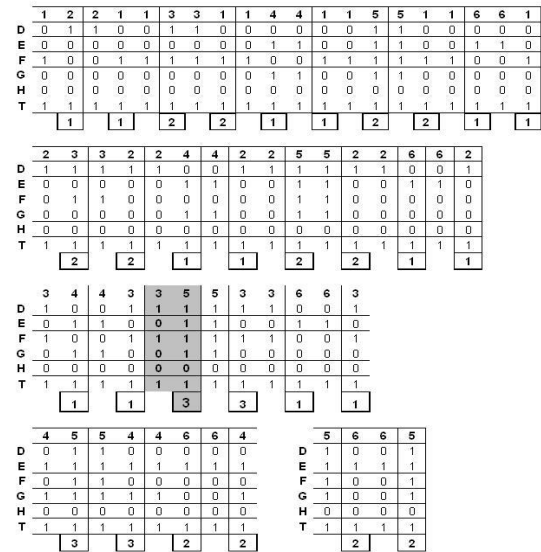 1 2 2 1 1 3 3 1 1 4 4 1 1 5 5 1 1 6 6 1
D 0 1 1 0 0 1 1 0 0 0 0 0 0 1 1 0 0 0 0 0
E 0 0 0 0 0 0 0 0 0 1 1 0 0 1 1 0 0 1 1 0
F 1 0 0 1 1 1 1 1 1 0 0 1 1 1 1 1 1 0 0 1
G 0 0 0 0 0 0 0 0 0 1 1 0 0 1 1 0 0 0 0 0
H 0 0 0 0 0 0 0 0 0 0 0 0 0 0 0 0 0 0 0 0
T 1 1 1 1 1 1 1 1 1 1 1 1 1 1 1 1 1 1 1 1
1 1 2 2 1 1 2 2 1 1
2 3 3 2 2 4 4 2 2 5 5 2 2 6 6 2
D 1 1 1 1 1 0 0 1 1 1 1 1 1 0 0 1
E 0 0 0 0 0 1 1 0 0 1 1 0 0 1 1 0
F 0 1 1 0 0 0 0 0 0 1 1 0 0 0 0 0
G 0 0 0 0 0 1 1 0 0 1 1 0 0 0 0 0
H 0 0 0 0 0 0 0 0 0 0 0 0 0 0 0 0
T 1 1 1 1 1 1 1 1 1 1 1 1 1 1 1 1
2 2 1 1 2 2 1 1
3 4 4 3 3 5 5 3 3 6 6 3
D 1 0 0 1 1 1 1 1 1 0 0 1
E 0 1 1 0 0 1 1 0 0 1 1 0
F 1 0 0 1 1 1 1 1 1 0 0 1
G 0 1 1 0 0 1 1 0 0 0 0 0
H 0 0 0 0 0 0 0 0 0 0 0 0
T 1 1 1 1 1 1 1 1 1 1 1 1
1 1 3 3 1 1
4 5 5 4 4 6 6 4
D 0 1 1 0 0 0 0 0
E 1 1 1 1 1 1 1 1
F 0 1 1 0 0 0 0 0
G 1 1 1 1 1 0 0 1
H 0 0 0 0 0 0 0 0
T 1 1 1 1 1 1 1 1
3 3 2 2
5 6 6 5
D 1 0 0 1
E 1 1 1 1
F 1 0 0 1
G 1 0 0 1
H 0 0 0 0
T 1 1 1 1
2 2